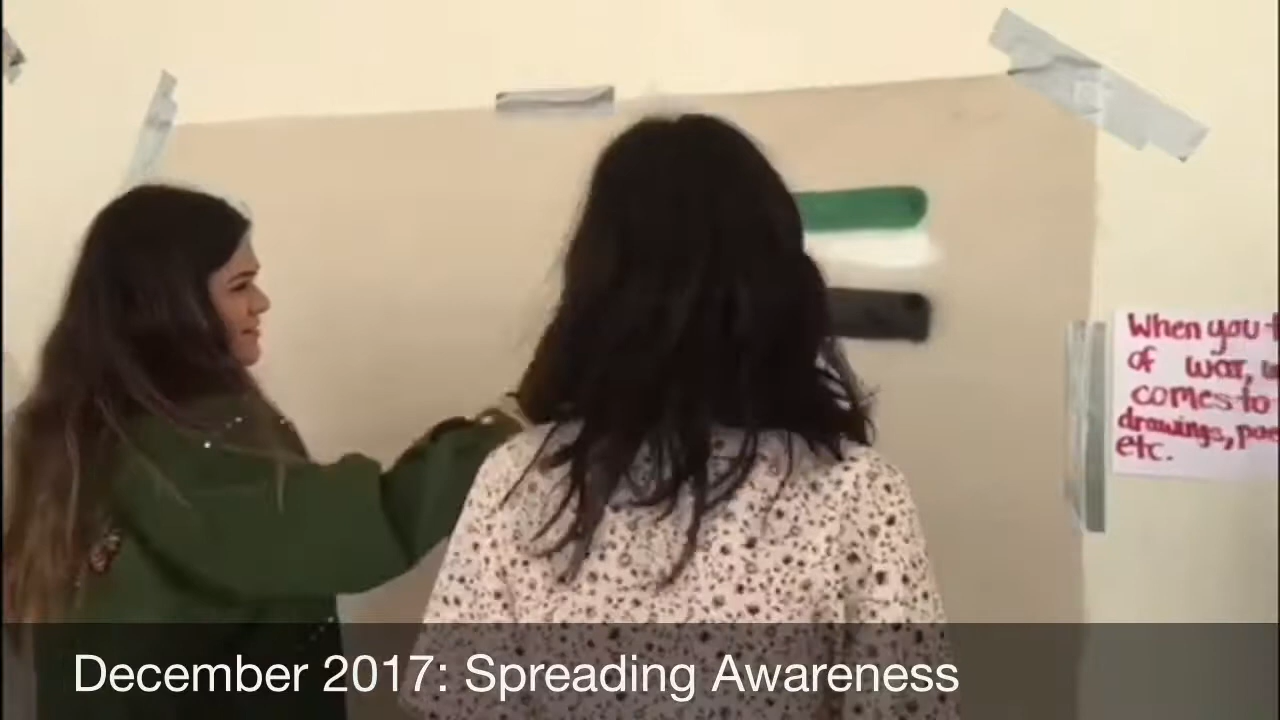 When you
of war,
comes to
drawings,
etc.
December 2017: Spreading Awareness